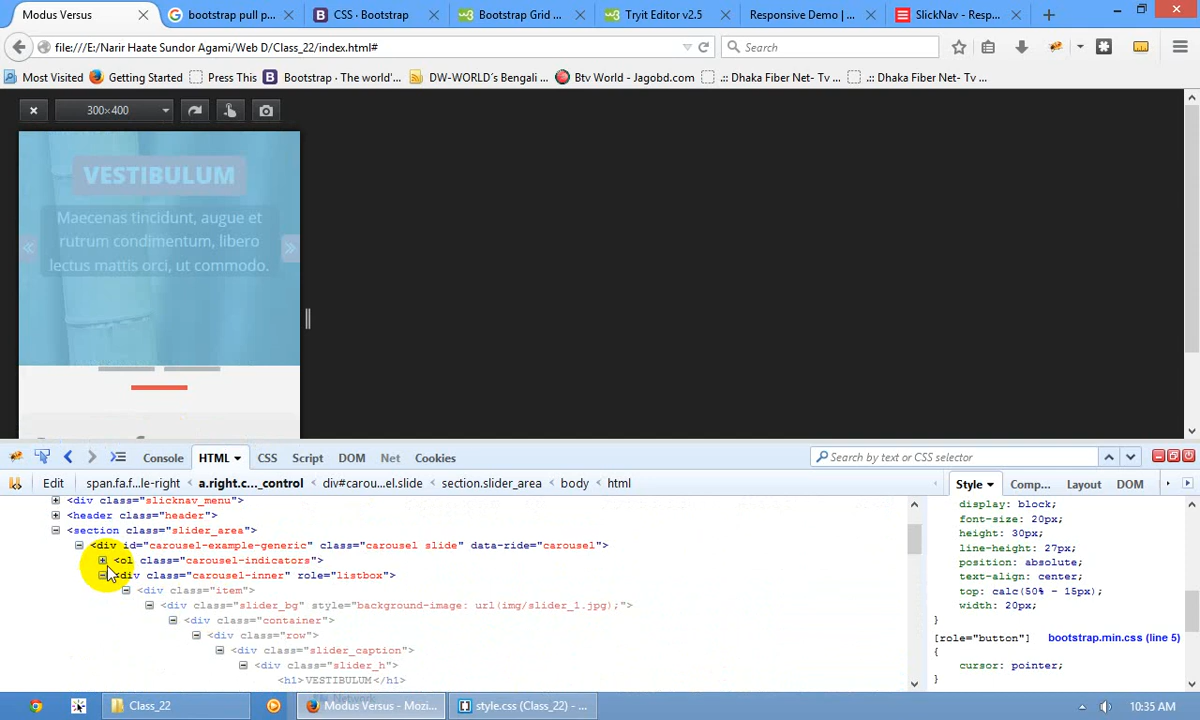 Modus Versus
bootstrap pull p...
CSS · Bootstrap
Bootstrap Grid ...
Tryit Editor v2.5
Responsive Demo | ...
SlickNav - Resp...
file:///E:/Narir Haate Sundor Agami/Web D/Class_22/index.html#
Search
Most Visited
Getting Started
Press This
Bootstrap · The world'...
DW-WORLD´s Bengali ...
Btv World - Jagobd.com
.:: Dhaka Fiber Net- Tv ...
.:: Dhaka Fiber Net- Tv ...
300×400
VESTIBULUM
Maecenas tincidunt, augue et
rutrum condimentum, libero
lectus mattis orci, ut commodo.
Console
HTML
CSS
Script
DOM
Net
Cookies
Search by text or CSS selector
Edit
span.fa.f...le-right
a.right.c..._control
div#carou...el.slide
section.slider_area
body
html
Style
Comp...
Layout
DOM
<div class="slicknav_menu">
<header class="header">
<section class="slider_area">
<div id="carousel-example-generic" class="carousel slide" data-ride="carousel">
<ol class="carousel-indicators">
<div class="carousel-inner" role="listbox">
<div class="item">
<div class="slider_bg" style="background-image: url(img/slider_1.jpg);">
<div class="container">
<div class="row">
<div class="slider_caption">
<div class="slider_h">
<h1>VESTIBULUM</h1>
display: block;
font-size: 20px;
height: 30px;
line-height: 27px;
position: absolute;
text-align: center;
top: calc(50% - 15px);
width: 20px;
}
[role="button"]
bootstrap.min.css (line 5)
{
cursor: pointer;
}
Class_22
Modus Versus - Mozi...
style.css (Class_22) - ...
10:35 AM